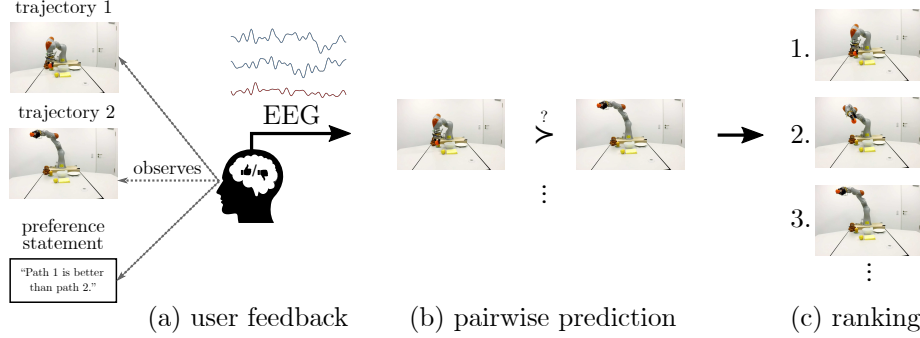 trajectory 1
trajectory 2
observes
preference
statement
“Path 1 is better
than path 2.”
EEG
(a) user feedback
?
≻
⋮
(b) pairwise prediction
1.
2.
3.
⋮
(c) ranking